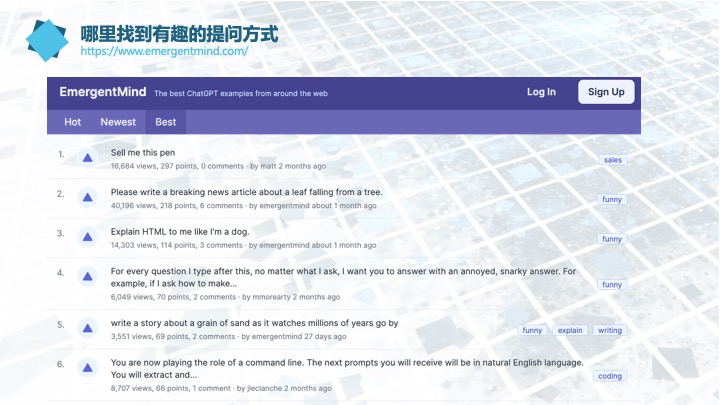 哪里找到有趣的提问方式
https://www.emergentmind.com/
EmergentMind The best ChatGPT examples from around the web Log In Sign Up
Hot Newest Best
1. Sell me this pen
16,684 views, 297 points, 0 comments · by matt 2 months ago sales
2. Please write a breaking news article about a leaf falling from a tree.
40,196 views, 218 points, 6 comments · by emergentmind about 1 month ago funny
3. Explain HTML to me like I'm a dog.
14,303 views, 114 points, 3 comments · by emergentmind about 1 month ago funny
4. For every question I type after this, no matter what I ask, I want you to answer with an annoyed, snarky answer. For
example, if I ask how to make... funny
6,049 views, 70 points, 2 comments · by mmorearty 2 months ago
5. write a story about a grain of sand as it watches millions of years go by
3,551 views, 69 points, 2 comments · by emergentmind 27 days ago funny explain writing
6. You are now playing the role of a command line. The next prompts you will receive will be in natural English language.
You will extract and... coding
8,707 views, 66 points, 1 comment · by jleclanche 2 months ago